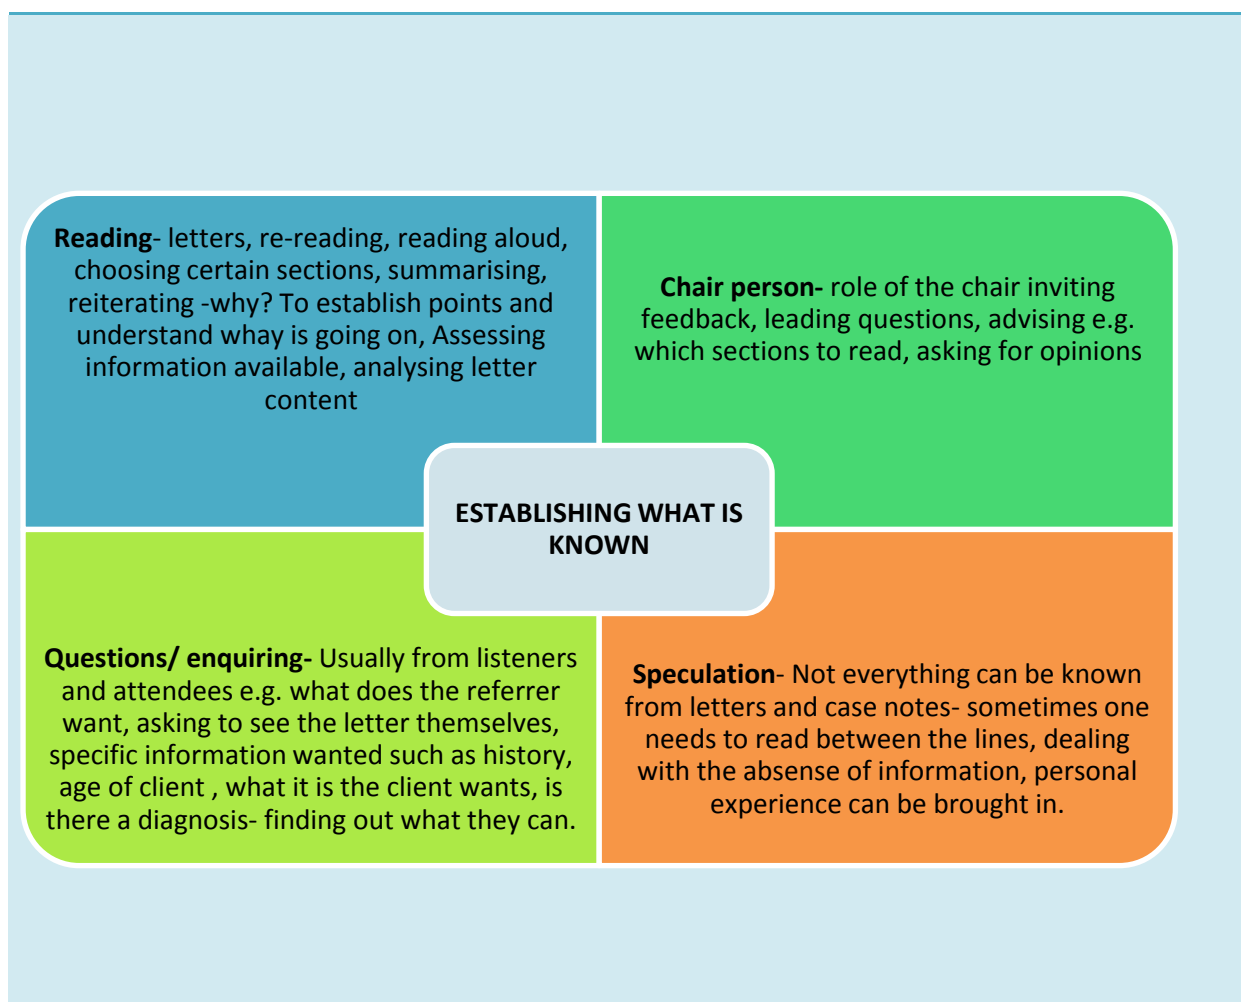 Reading- letters, re-reading, reading aloud,
choosing certain sections, summarising,
reiterating -why? To establish points and
understand whay is going on, Assessing
information available, analysing letter
content
Chair person- role of the chair inviting
feedback, leading questions, advising e.g.
which sections to read, asking for opinions
ESTABLISHING WHAT IS
KNOWN
Questions/ enquiring- Usually from listeners
and attendees e.g. what does the referrer
want, asking to see the letter themselves,
specific information wanted such as history,
age of client , what it is the client wants, is
there a diagnosis- finding out what they can.
Speculation- Not everything can be known
from letters and case notes- sometimes one
needs to read between the lines, dealing
with the absense of information, personal
experience can be brought in.